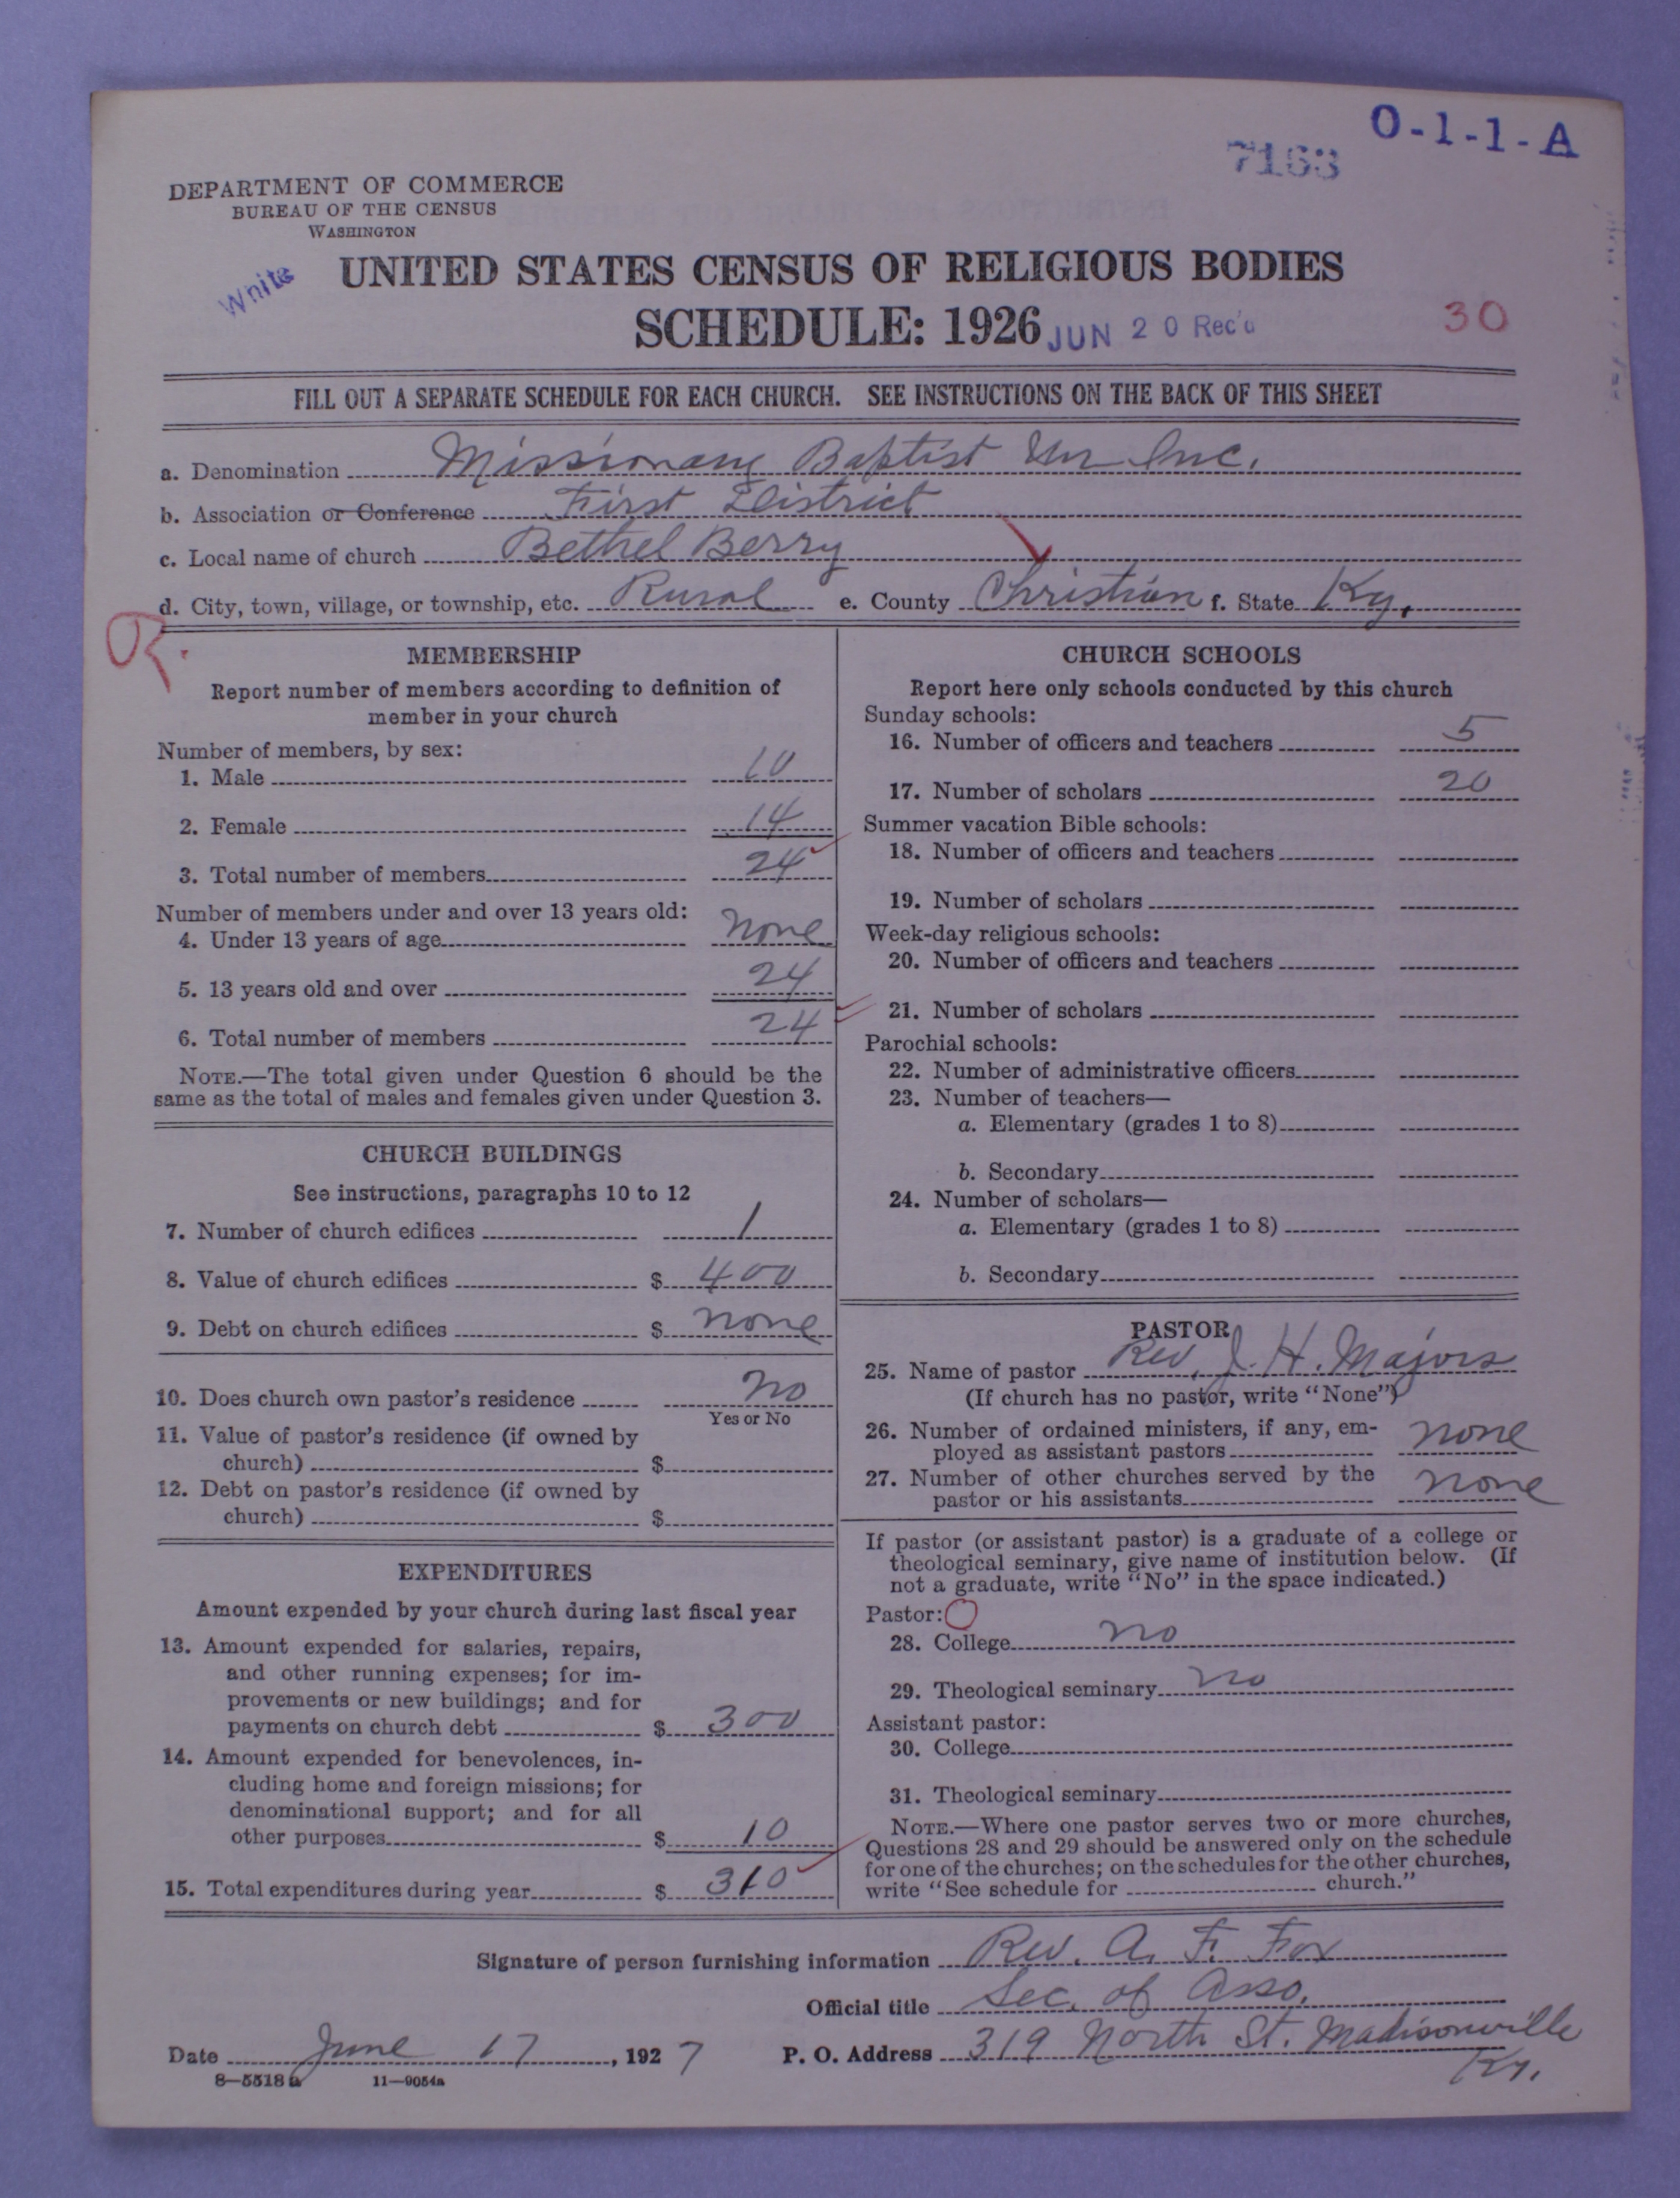 O-1-1-A
7163
DEPARTMENT OF COMMERCE
BUREAU OF THE CENSUS
WASHINGTON
White
UNITED STATES CENSUS OF RELIGIOUS BODIES
SCHEDULE: 1926
JUN 20 Rec'd
30
FILL OUT A SEPARATE SCHEDULE FOR EACH CHURCH. SEE INSTRUCTIONS ON THE BACK OF THIS SHEET
a. Denomination Missionary Baptist Un Inc.
b. Association or Conference First District
c. Local name of church Bethel Berry
d. City, town, village, or township, etc. Rural e. County Christian f. State Ky.
R.
MEMBERSHIP
Report number of members according to definition of
member in your church
Number of members, by sex:
1. Male 10
2. Female 14
3. Total number of members 24
Number of members under and over 13 years old:
4. Under 13 years of age none
5. 13 years old and over 24
6. Total number of members 24
NOTE.—The total given under Question 6 should be the
same as the total of males and females given under Question 3.
CHURCH BUILDINGS
See instructions, paragraphs 10 to 12
7. Number of church edifices 1
8. Value of church edifices $ 400
9. Debt on church edifices $ none
10. Does church own pastor's residence no
Yes or No
11. Value of pastor's residence (if owned by
church) $
12. Debt on pastor's residence (if owned by
church) $
EXPENDITURES
Amount expended by your church during last fiscal year
13. Amount expended for salaries, repairs,
and other running expenses; for im-
provements or new buildings; and for
payments on church debt $ 300
14. Amount expended for benevolences, in-
cluding home and foreign missions; for
denominational support; and for all
other purposes $ 10
15. Total expenditures during year $ 310
CHURCH SCHOOLS
Report here only schools conducted by this church
Sunday schools:
16. Number of officers and teachers 5
17. Number of scholars 20
Summer vacation Bible schools:
18. Number of officers and teachers
19. Number of scholars
Week-day religious schools:
20. Number of officers and teachers
21. Number of scholars
Parochial schools:
22. Number of administrative officers
23. Number of teachers—
a. Elementary (grades 1 to 8)
b. Secondary
24. Number of scholars—
a. Elementary (grades 1 to 8)
b. Secondary
PASTOR
25. Name of pastor Rev. J. H. Majors
(If church has no pastor, write "None")
26. Number of ordained ministers, if any, em-
ployed as assistant pastors none
27. Number of other churches served by the
pastor or his assistants none
If pastor (or assistant pastor) is a graduate of a college or
theological seminary, give name of institution below. (If
not a graduate, write "No" in the space indicated.)
Pastor:
28. College no
29. Theological seminary no
Assistant pastor:
30. College
31. Theological seminary
NOTE.—Where one pastor serves two or more churches,
Questions 28 and 29 should be answered only on the schedule
for one of the churches; on the schedules for the other churches,
write "See schedule for church."
Signature of person furnishing information Rev. A. F. Fox
Official title Sec. of Asso.
Date June 17, 1927 P. O. Address 319 North St. Madisonville
Ky.
8—5518a 11—9054a